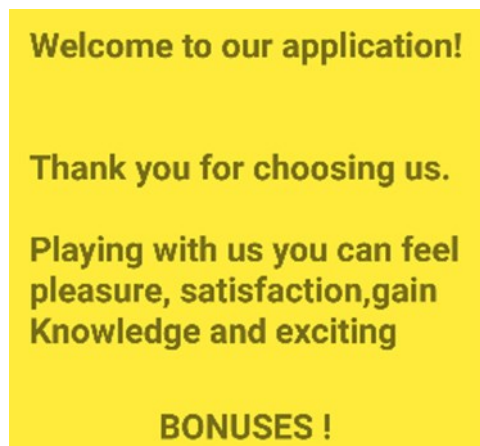 Welcome to our application!
Thank you for choosing us.
Playing with us you can feel
pleasure, satisfaction,gain
Knowledge and exciting
BONUSES !